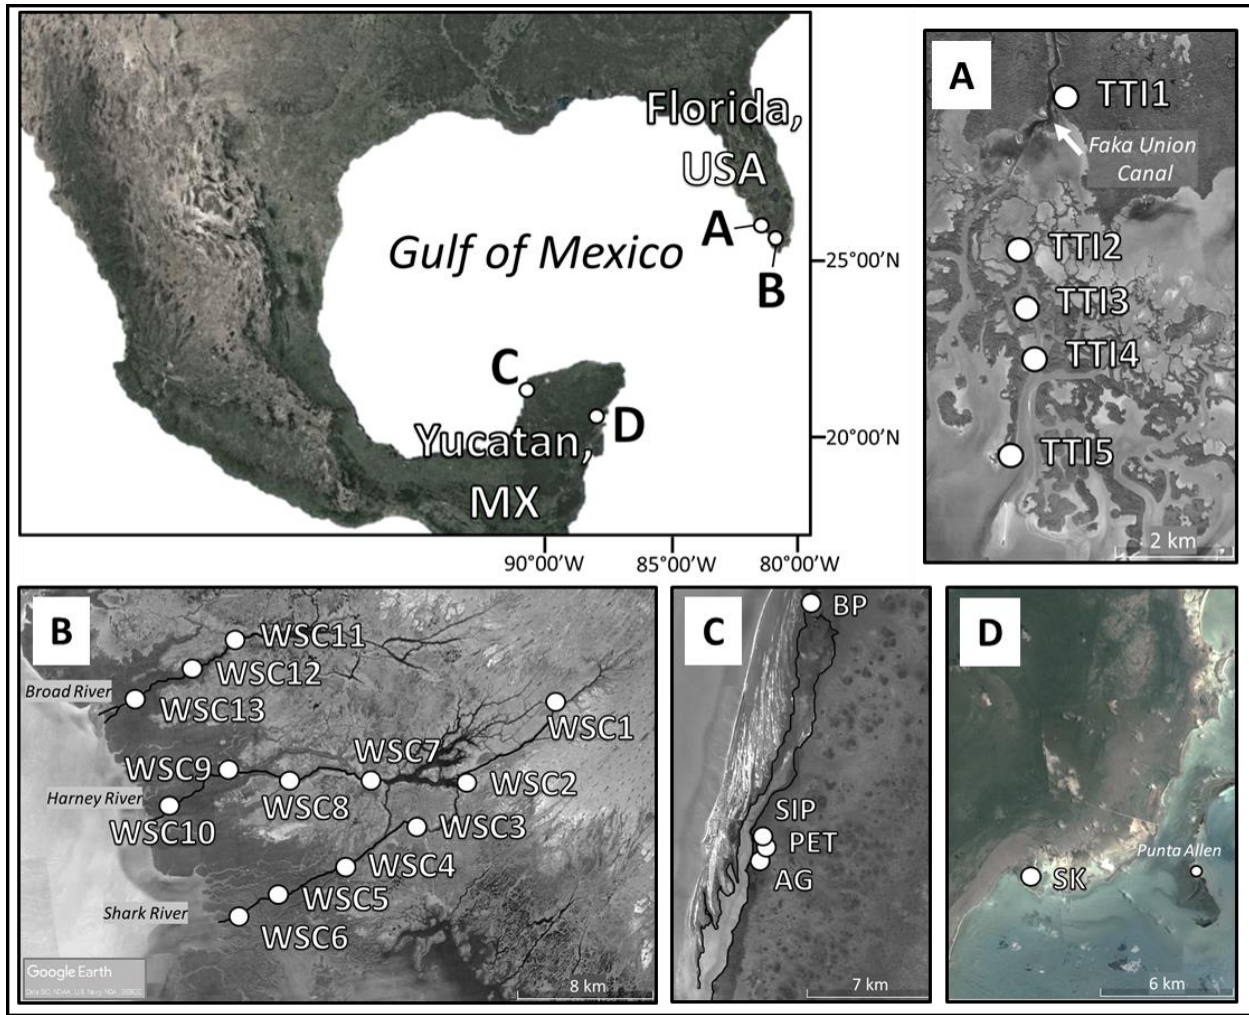 Florida,
USA
Gulf of Mexico
A
B
C
D
Yucatan,
MX
25°00'N
20°00'N
90°00'W
85°00'W
80°00'W
A
TTI1
Faka Union
Canal
TTI2
TTI3
TTI4
TTI5
2 km
B
WSC11
WSC12
Broad River
WSC13
WSC1
WSC7
WSC9
WSC2
Harney River
WSC8
WSC10
WSC3
WSC4
WSC5
Shark River
WSC6
Google Earth
8 km
C
BP
SIP
PET
AG
7 km
D
Punta Allen
SK
6 km